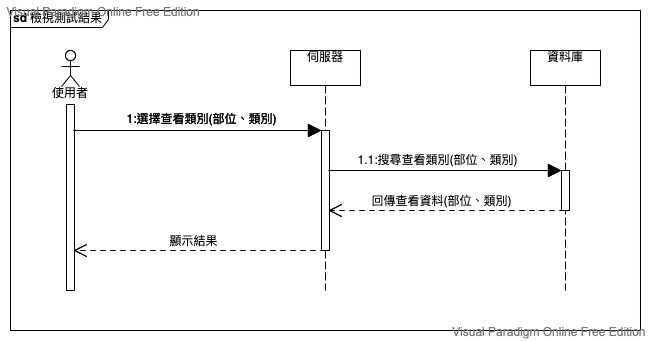 Visual Paradigm Online Free Edition
sd 檢視測試結果
伺服器
資料庫
使用者
1:選擇查看類別(部位、類別)
1.1:搜尋查看類別(部位、類別)
回傳查看資料(部位、類別)
顯示結果
Visual Paradigm Online Free Edition